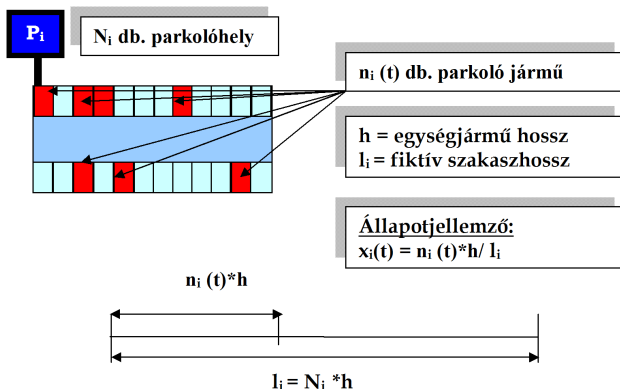 Pi
Ni db. parkolóhely
ni (t) db. parkoló jármű
h = egységjármű hossz
li = fiktív szakaszhossz
Állapotjellemző:
xi(t) = ni (t)*h/ li
ni (t)*h
li = Ni *h